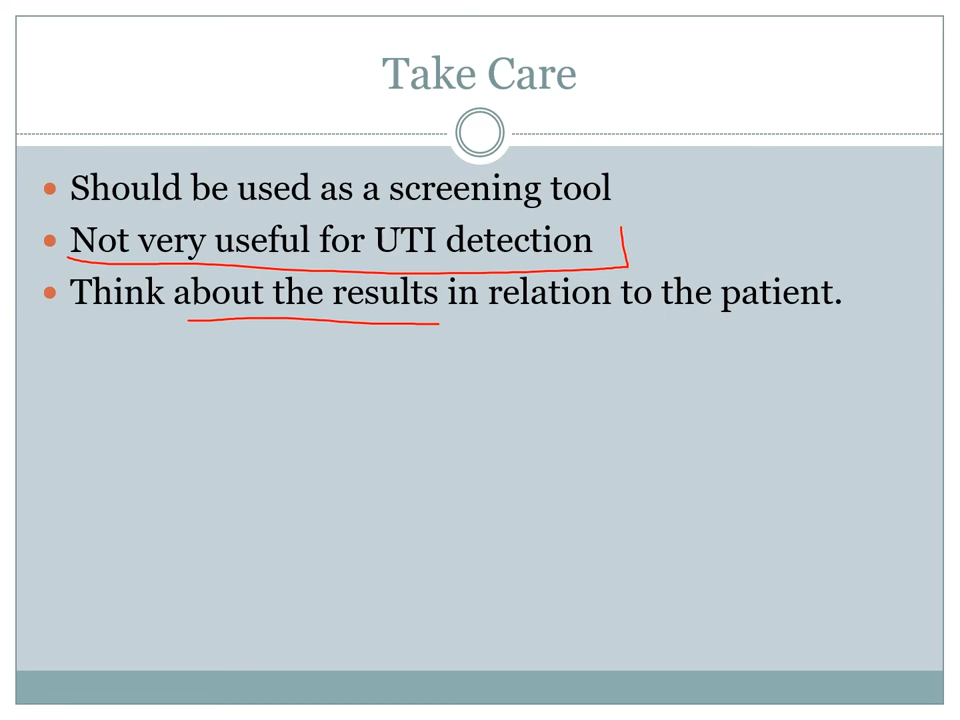 Take Care
Should be used as a screening tool
Not very useful for UTI detection
Think about the results in relation to the patient.